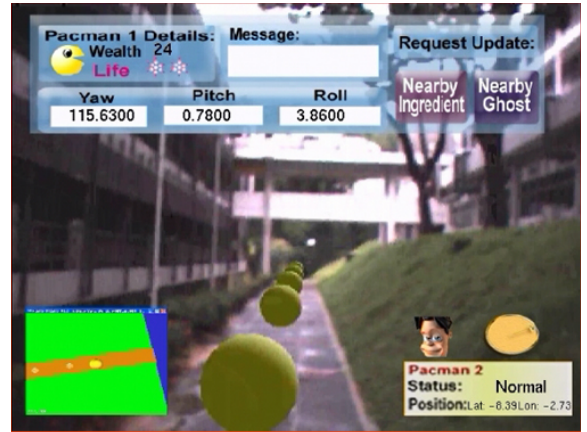 Pacman 1 Details:
Wealth 24
Life
Message:
Request Update:
Nearby
Ingredient
Nearby
Ghost
Yaw
115.6300
Pitch
0.7800
Roll
3.8600
Pacman 2
Status: Normal
Position:Lat: -8.39Lon: -2.73